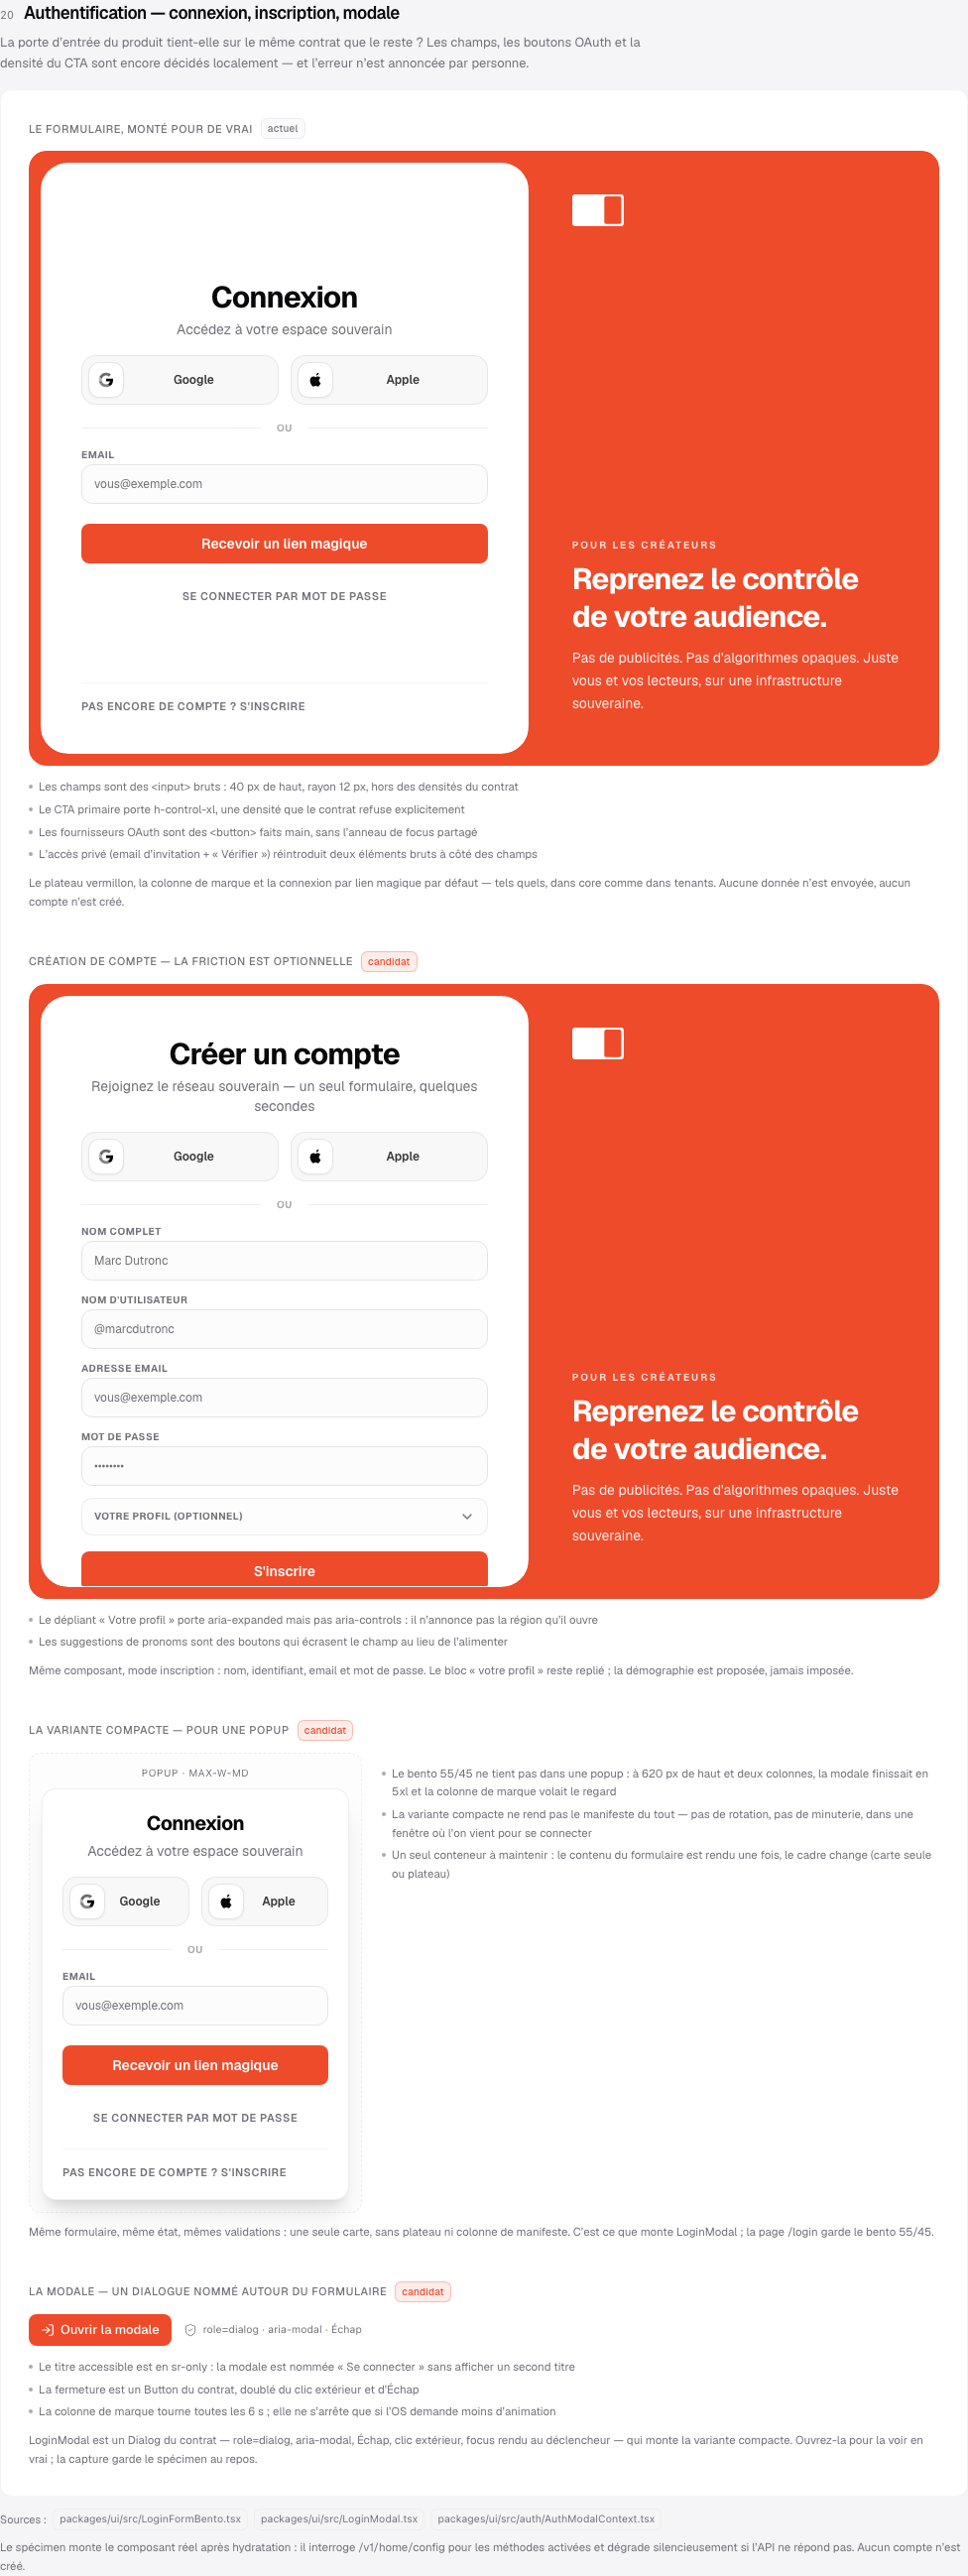 20 Authentification — connexion, inscription, modale
La porte d’entrée du produit tient-elle sur le même contrat que le reste ? Les champs, les boutons OAuth et la
densité du CTA sont encore décidés localement — et l’erreur n’est annoncée par personne.
LE FORMULAIRE, MONTÉ POUR DE VRAI actuel
Connexion
Accédez à votre espace souverain
Google Apple
OU
EMAIL
vous@exemple.com
Recevoir un lien magique
SE CONNECTER PAR MOT DE PASSE
PAS ENCORE DE COMPTE ? S'INSCRIRE
POUR LES CRÉATEURS
Reprenez le contrôle
de votre audience.
Pas de publicités. Pas d'algorithmes opaques. Juste
vous et vos lecteurs, sur une infrastructure
souveraine.
Les champs sont des <input> bruts : 40 px de haut, rayon 12 px, hors des densités du contrat
Le CTA primaire porte h-control-xl, une densité que le contrat refuse explicitement
Les fournisseurs OAuth sont des <button> faits main, sans l’anneau de focus partagé
L’accès privé (email d’invitation + « Vérifier ») réintroduit deux éléments bruts à côté des champs
Le plateau vermillon, la colonne de marque et la connexion par lien magique par défaut — tels quels, dans core comme dans tenants. Aucune donnée n’est envoyée, aucun
compte n’est créé.
CRÉATION DE COMPTE — LA FRICTION EST OPTIONNELLE candidat
Créer un compte
Rejoignez le réseau souverain — un seul formulaire, quelques
secondes
Google Apple
OU
NOM COMPLET
Marc Dutronc
NOM D'UTILISATEUR
@marcdutronc
ADRESSE EMAIL
vous@exemple.com
MOT DE PASSE
••••••••
VOTRE PROFIL (OPTIONNEL)
S'inscrire
POUR LES CRÉATEURS
Reprenez le contrôle
de votre audience.
Pas de publicités. Pas d'algorithmes opaques. Juste
vous et vos lecteurs, sur une infrastructure
souveraine.
Le dépliant « Votre profil » porte aria-expanded mais pas aria-controls : il n’annonce pas la région qu’il ouvre
Les suggestions de pronoms sont des boutons qui écrasent le champ au lieu de l’alimenter
Même composant, mode inscription : nom, identifiant, email et mot de passe. Le bloc « votre profil » reste replié ; la démographie est proposée, jamais imposée.
LA VARIANTE COMPACTE — POUR UNE POPUP candidat
POPUP · MAX-W-MD
Connexion
Accédez à votre espace souverain
Google Apple
OU
EMAIL
vous@exemple.com
Recevoir un lien magique
SE CONNECTER PAR MOT DE PASSE
PAS ENCORE DE COMPTE ? S'INSCRIRE
Le bento 55/45 ne tient pas dans une popup : à 620 px de haut et deux colonnes, la modale finissait en
5xl et la colonne de marque volait le regard
La variante compacte ne rend pas le manifeste du tout — pas de rotation, pas de minuterie, dans une
fenêtre où l’on vient pour se connecter
Un seul conteneur à maintenir : le contenu du formulaire est rendu une fois, le cadre change (carte seule
ou plateau)
Même formulaire, même état, mêmes validations : une seule carte, sans plateau ni colonne de manifeste. C’est ce que monte LoginModal ; la page /login garde le bento 55/45.
LA MODALE — UN DIALOGUE NOMMÉ AUTOUR DU FORMULAIRE candidat
Ouvrir la modale role=dialog · aria-modal · Échap
Le titre accessible est en sr-only : la modale est nommée « Se connecter » sans afficher un second titre
La fermeture est un Button du contrat, doublé du clic extérieur et d’Échap
La colonne de marque tourne toutes les 6 s ; elle ne s’arrête que si l’OS demande moins d’animation
LoginModal est un Dialog du contrat — role=dialog, aria-modal, Échap, clic extérieur, focus rendu au déclencheur — qui monte la variante compacte. Ouvrez-la pour la voir en
vrai ; la capture garde le spécimen au repos.
Sources : packages/ui/src/LoginFormBento.tsx packages/ui/src/LoginModal.tsx packages/ui/src/auth/AuthModalContext.tsx
Le spécimen monte le composant réel après hydratation : il interroge /v1/home/config pour les méthodes activées et dégrade silencieusement si l’API ne répond pas. Aucun compte n’est
créé.